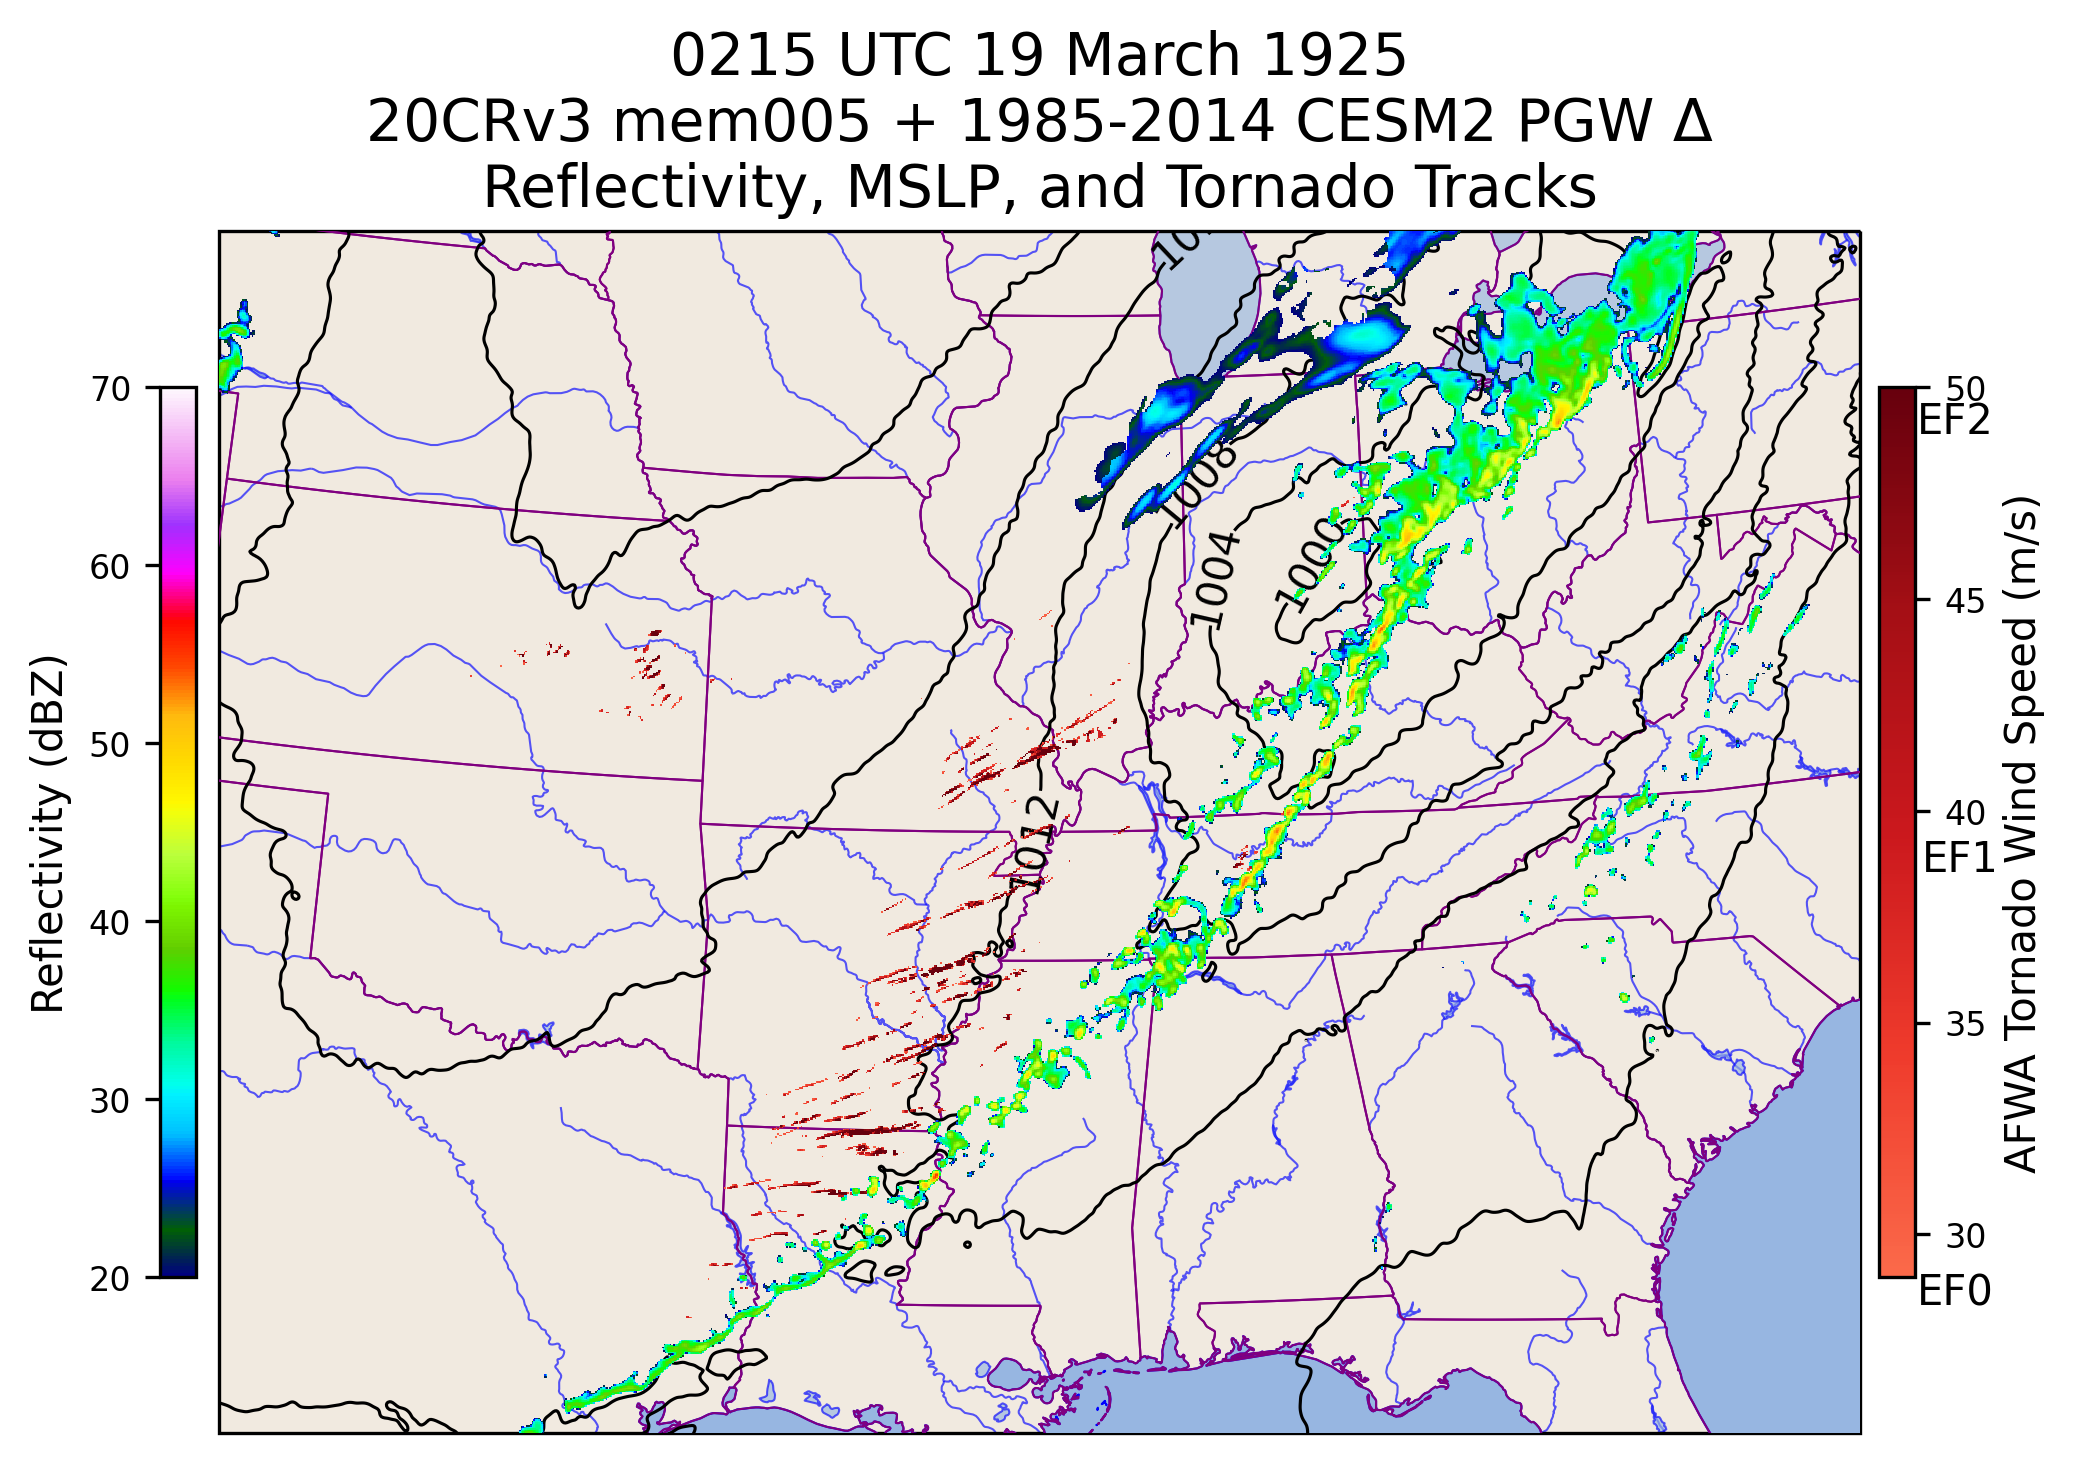 0215 UTC 19 March 1925
20CRv3 mem005 + 1985-2014 CESM2 PGW Δ
Reflectivity, MSLP, and Tornado Tracks
Reflectivity (dBZ)
70
60
50
40
30
20
1008
1004
1000
1012
50
EF2
45
40
EF1
35
30
EF0
AFWA Tornado Wind Speed (m/s)